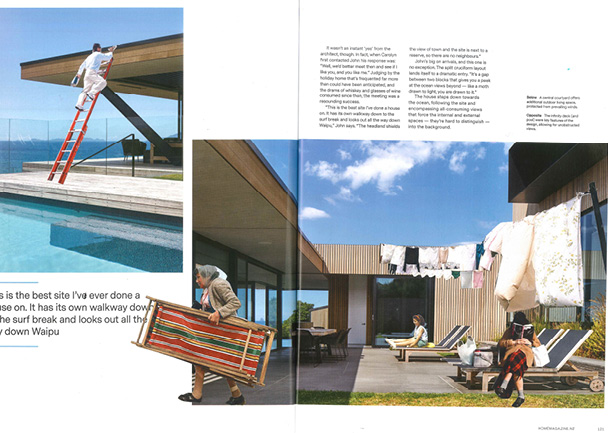 It wasn't an instant 'yes' from the
architect, though. In fact, when Carolyn
first contacted John his response was:
"Well, we'd better meet then and see if I
like you, and you like me." Judging by the
holiday home that's frequented far more
than could have been anticipated, and
the drams of whiskey and glasses of wine
consumed since then, the meeting was a
resounding success.
"This is the best site I've done a house
on. It has its own walkway down to the
surf break and looks out all the way down
Waipu," John says. "The headland shields
the view of town and the site is next to a
reserve, so there are no neighbours."
John's big on arrivals, and this one
is no exception. The split cruciform layout
lends itself to a dramatic entry. "It's a gap
between two blocks that gives you a peek
at the ocean views beyond — like a moth
drawn to light, you are drawn to it."
The house steps down towards
the ocean, following the site and
encompassing all consuming views
that force the internal and external
spaces — they're hard to distinguish —
into the background.
Below A central courtyard offers
additional outdoor living space,
protected from prevailing winds.
Opposite The infinity deck (and
pool) were key features of the
design, allowing for unobstructed
views.
s is the best site I've ever done a
use on. It has its own walkway down
he surf break and looks out all the
y down Waipu
HOMEMAGAZINE.NZ